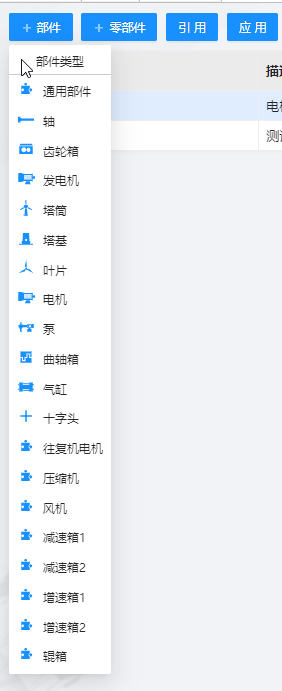 + 部件 + 零部件 引 用 应 用
部件类型
描
通用部件
电
轴
测
齿轮箱
发电机
塔筒
塔基
叶片
电机
泵
曲轴箱
气缸
十字头
往复机电机
压缩机
风机
减速箱1
减速箱2
增速箱1
增速箱2
辊箱